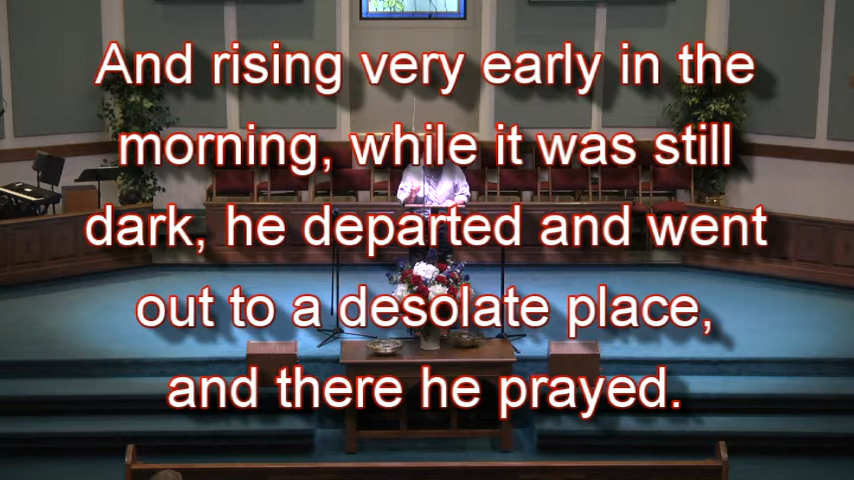 And rising very early in the
morning, while it was still
dark, he departed and went
out to a desolate place,
and there he prayed.